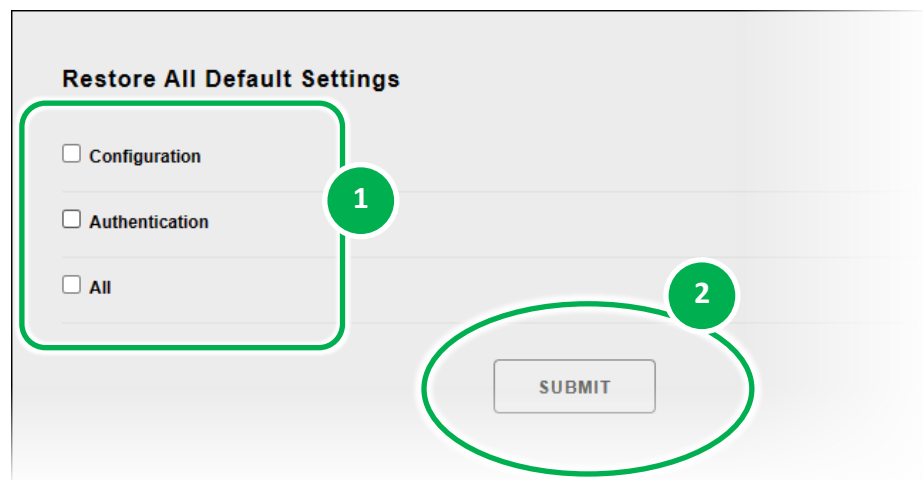 Restore All Default Settings
Configuration
1
Authentication
All
2
SUBMIT